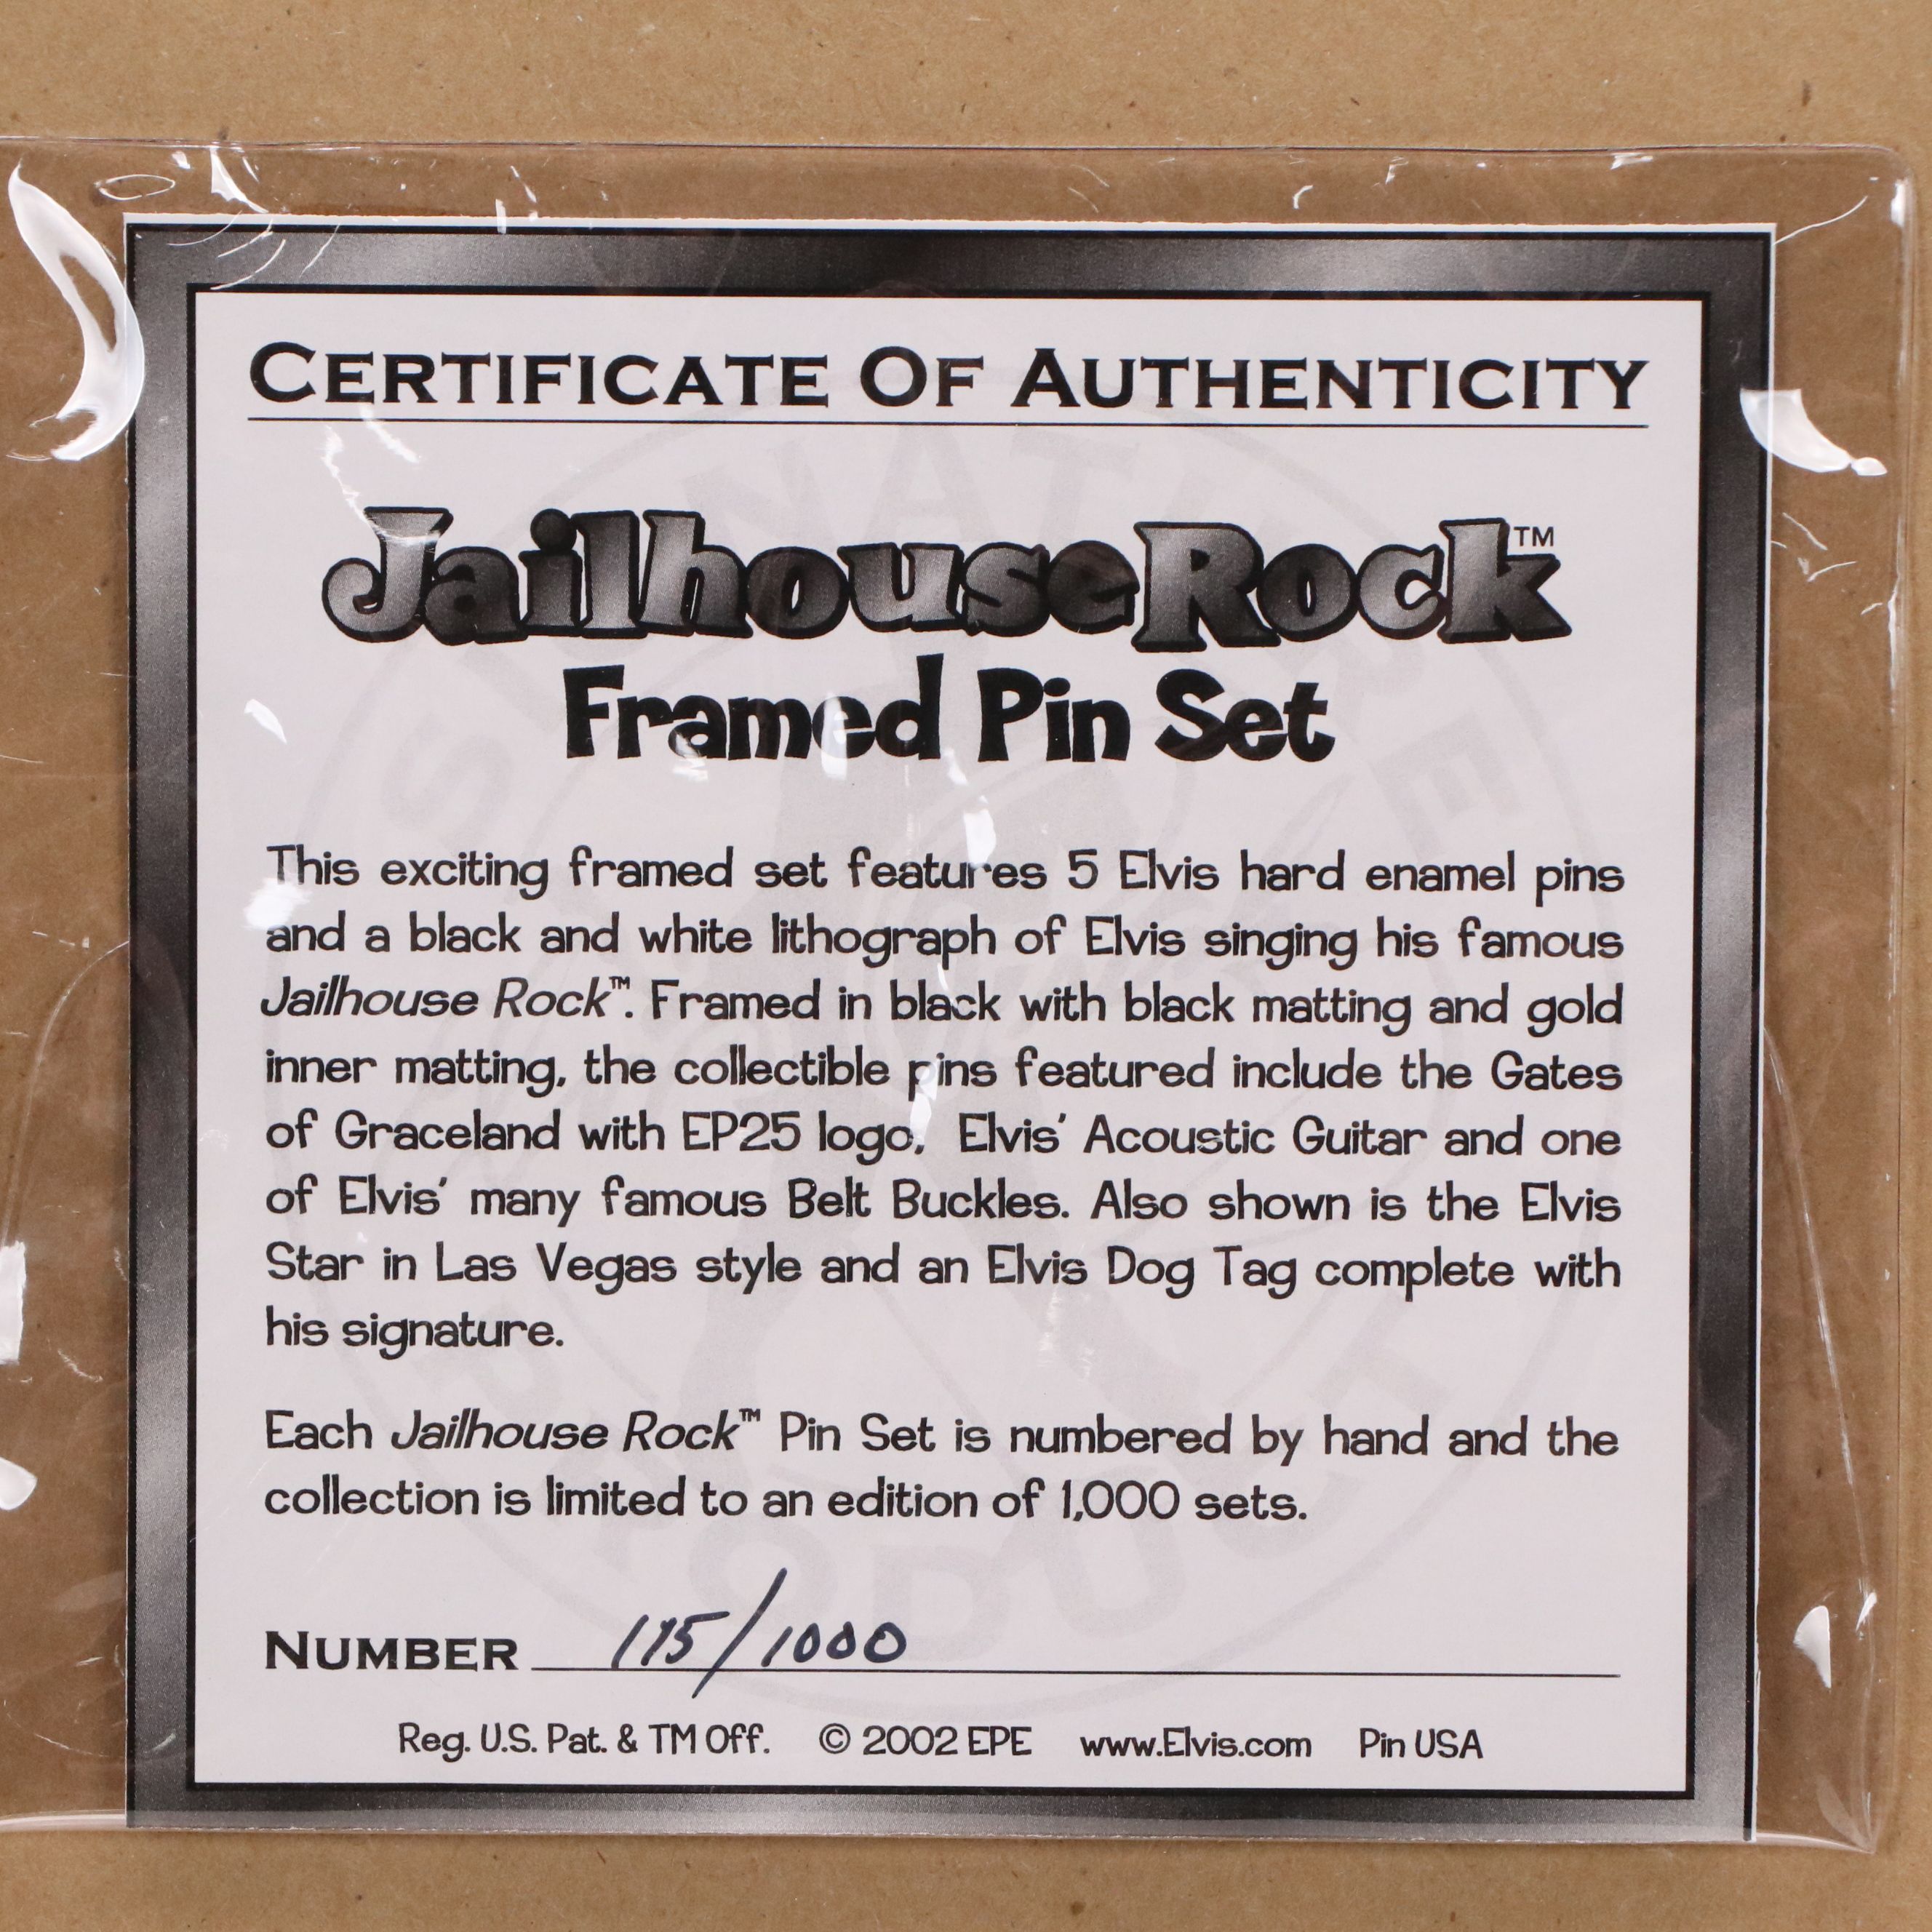 CERTIFICATE OF AUTHENTICITY
Jailhouse Rock™
Framed Pin Set
This exciting framed set features 5 Elvis hard enamel pins
and a black and white lithograph of Elvis singing his famous
Jailhouse Rock™. Framed in black with black matting and gold
inner matting, the collectible pins featured include the Gates
of Graceland with EP25 logo, Elvis' Acoustic Guitar and one
of Elvis' many famous Belt Buckles. Also shown is the Elvis
Star in Las Vegas style and an Elvis Dog Tag complete with
his signature.
Each Jailhouse Rock™ Pin Set is numbered by hand and the
collection is limited to an edition of 1,000 sets.
NUMBER 175/1000
Reg. U.S. Pat. & TM Off. © 2002 EPE www.Elvis.com Pin USA